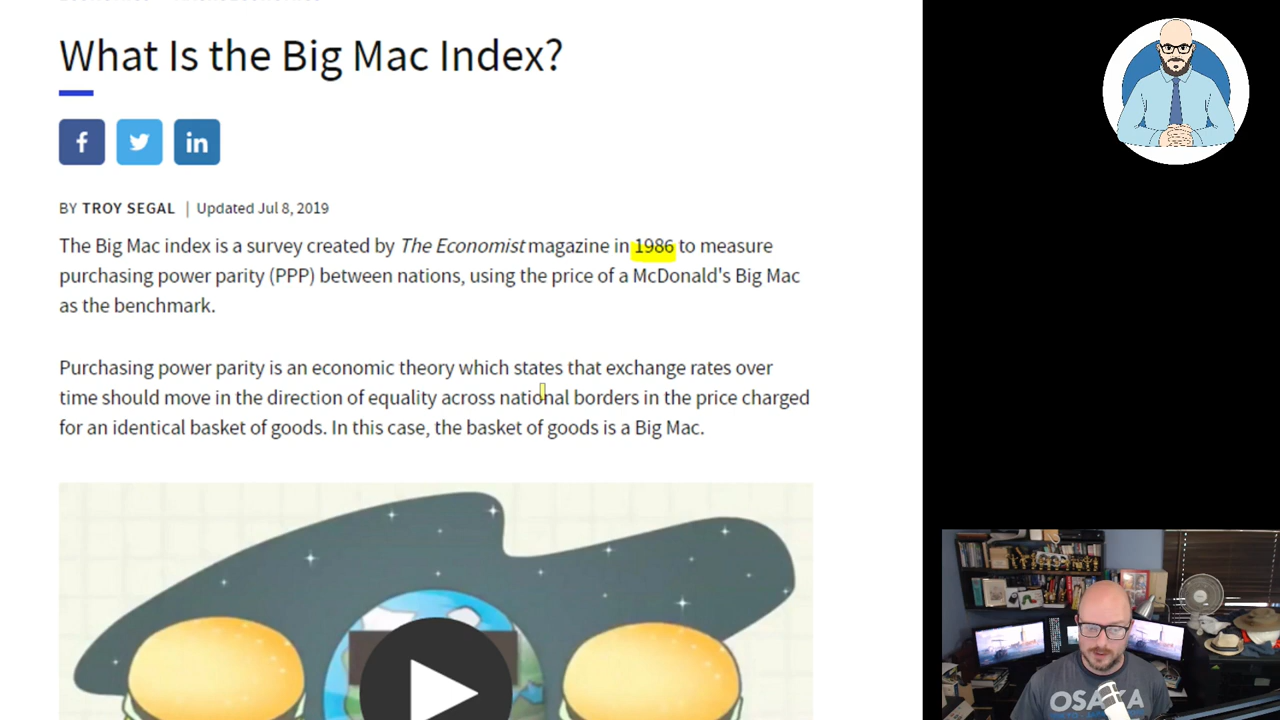 What Is the Big Mac Index?
f
in
BY TROY SEGAL | Updated Jul 8, 2019
The Big Mac index is a survey created by The Economist magazine in 1986 to measure
purchasing power parity (PPP) between nations, using the price of a McDonald's Big Mac
as the benchmark.
Purchasing power parity is an economic theory which states that exchange rates over
time should move in the direction of equality across national borders in the price charged
for an identical basket of goods. In this case, the basket of goods is a Big Mac.
OSAKA